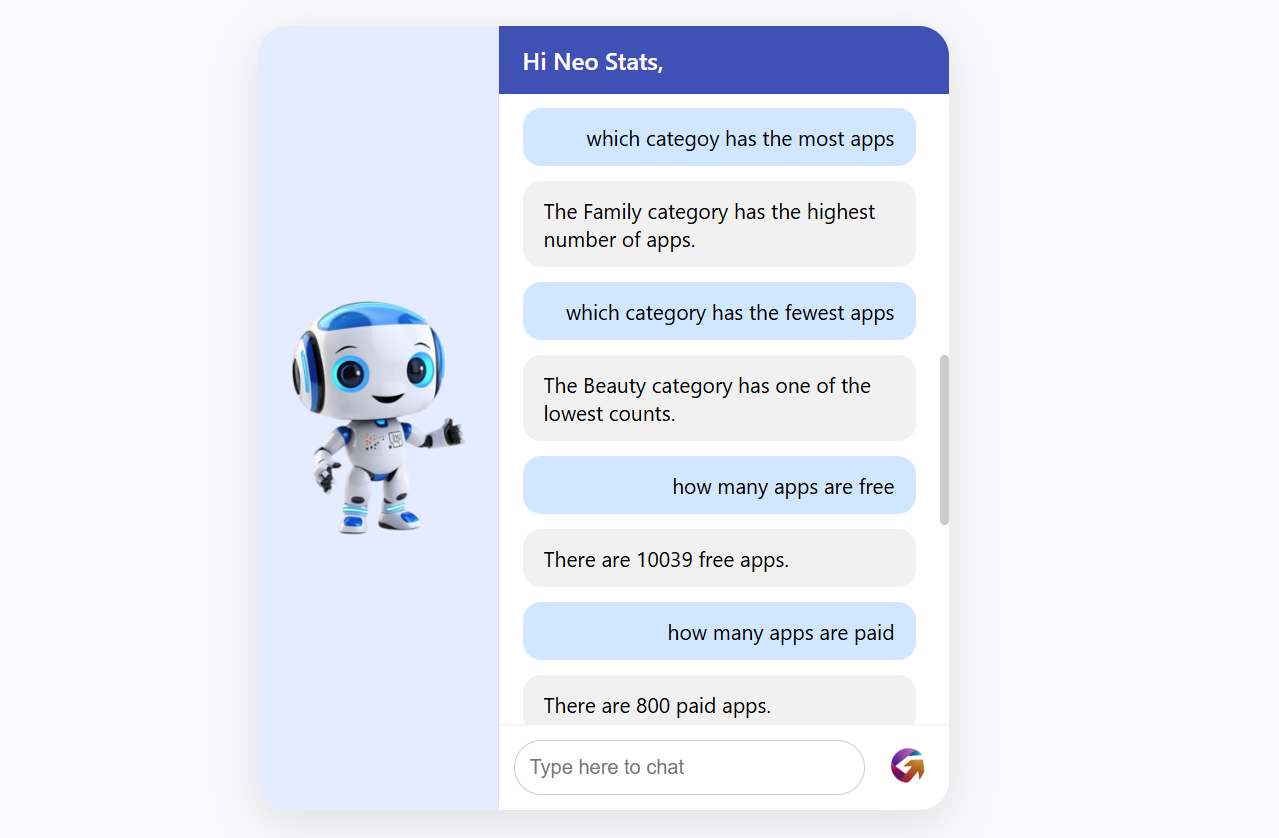 Hi Neo Stats,
which categoy has the most apps
The Family category has the highest
number of apps.
which category has the fewest apps
The Beauty category has one of the
lowest counts.
how many apps are free
There are 10039 free apps.
how many apps are paid
There are 800 paid apps.
Type here to chat